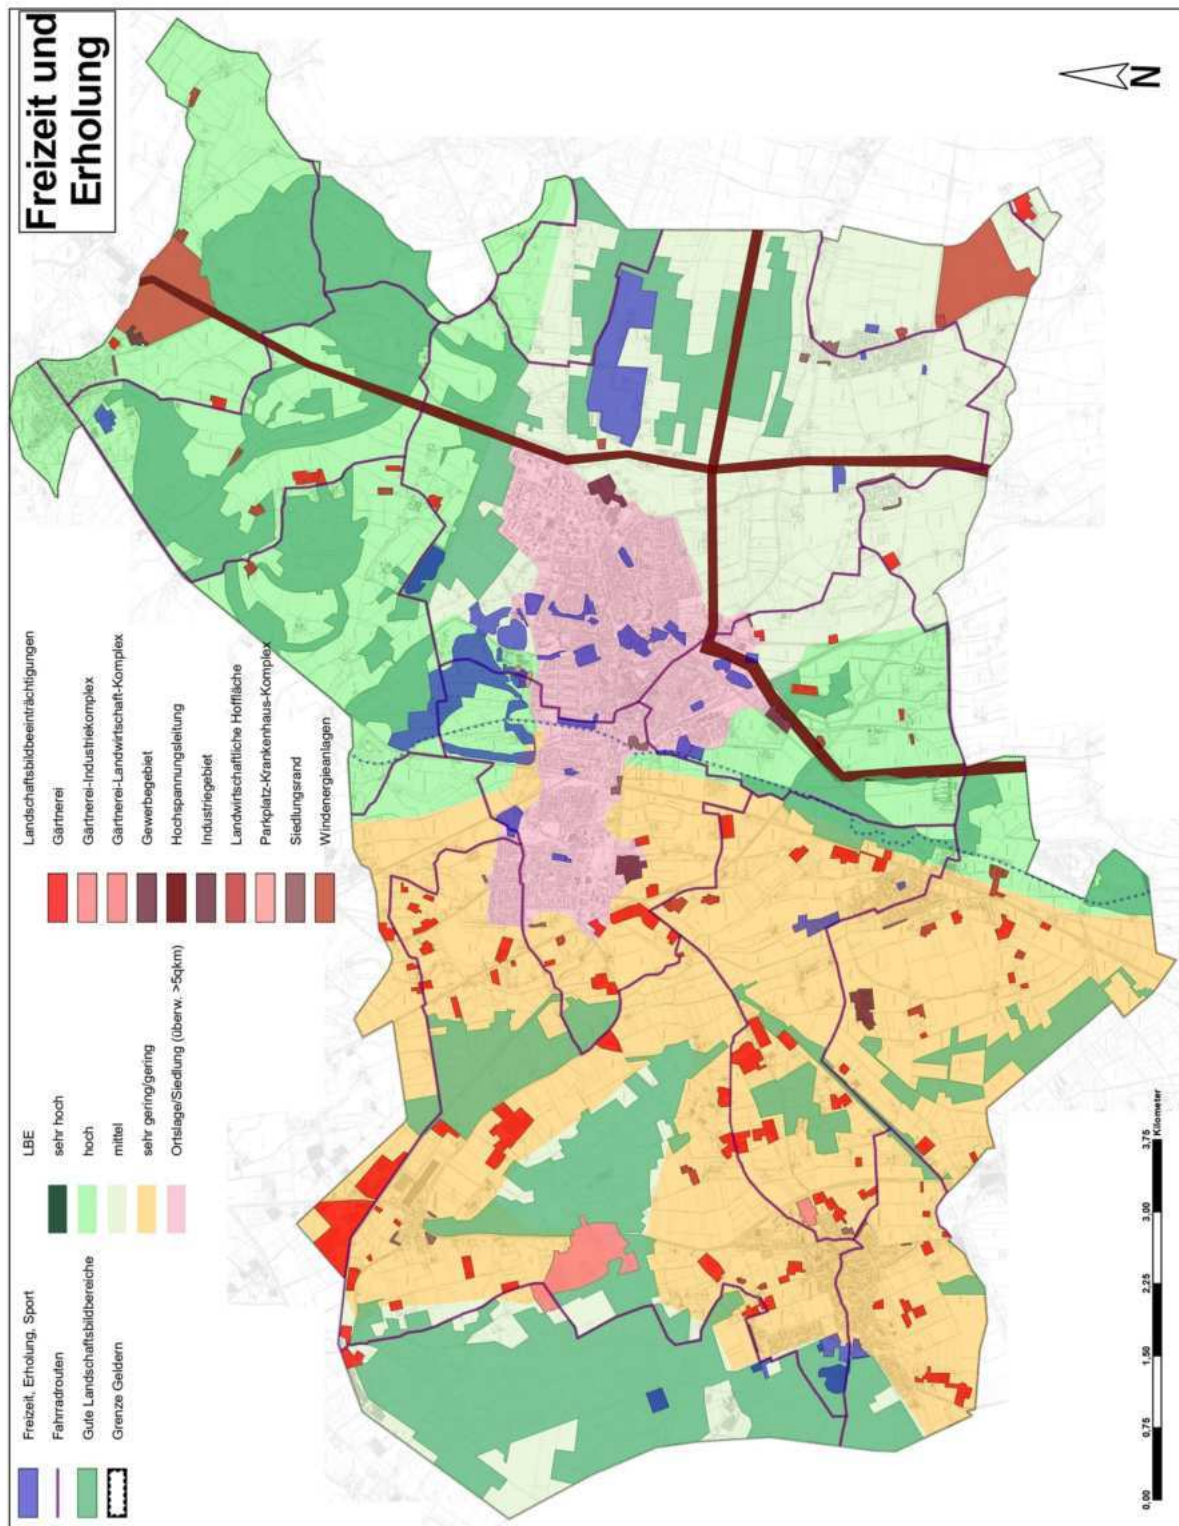 Freizeit und
Erholung
Freizeit, Erholung, Sport
Fahrradrouten
Gute Landschaftsbildbereiche
Grenze Geldern
LBE
sehr hoch
hoch
mittel
sehr gering/gering
Ortslage/Siedlung (überw. >5qkm)
Landschaftsbildbeeinträchtigungen
Gärtnerei
Gärtnerei-Industriekomplex
Gärtnerei-Landwirtschaft-Komplex
Gewerbegebiet
Hochspannungsleitung
Industriegebiet
Landwirtschaftliche Hoffläche
Parkplatz-Krankenhaus-Komplex
Siedlungsrand
Windenergieanlagen
N
0,00 0,75 1,50 2,25 3,00 3,75
Kilometer